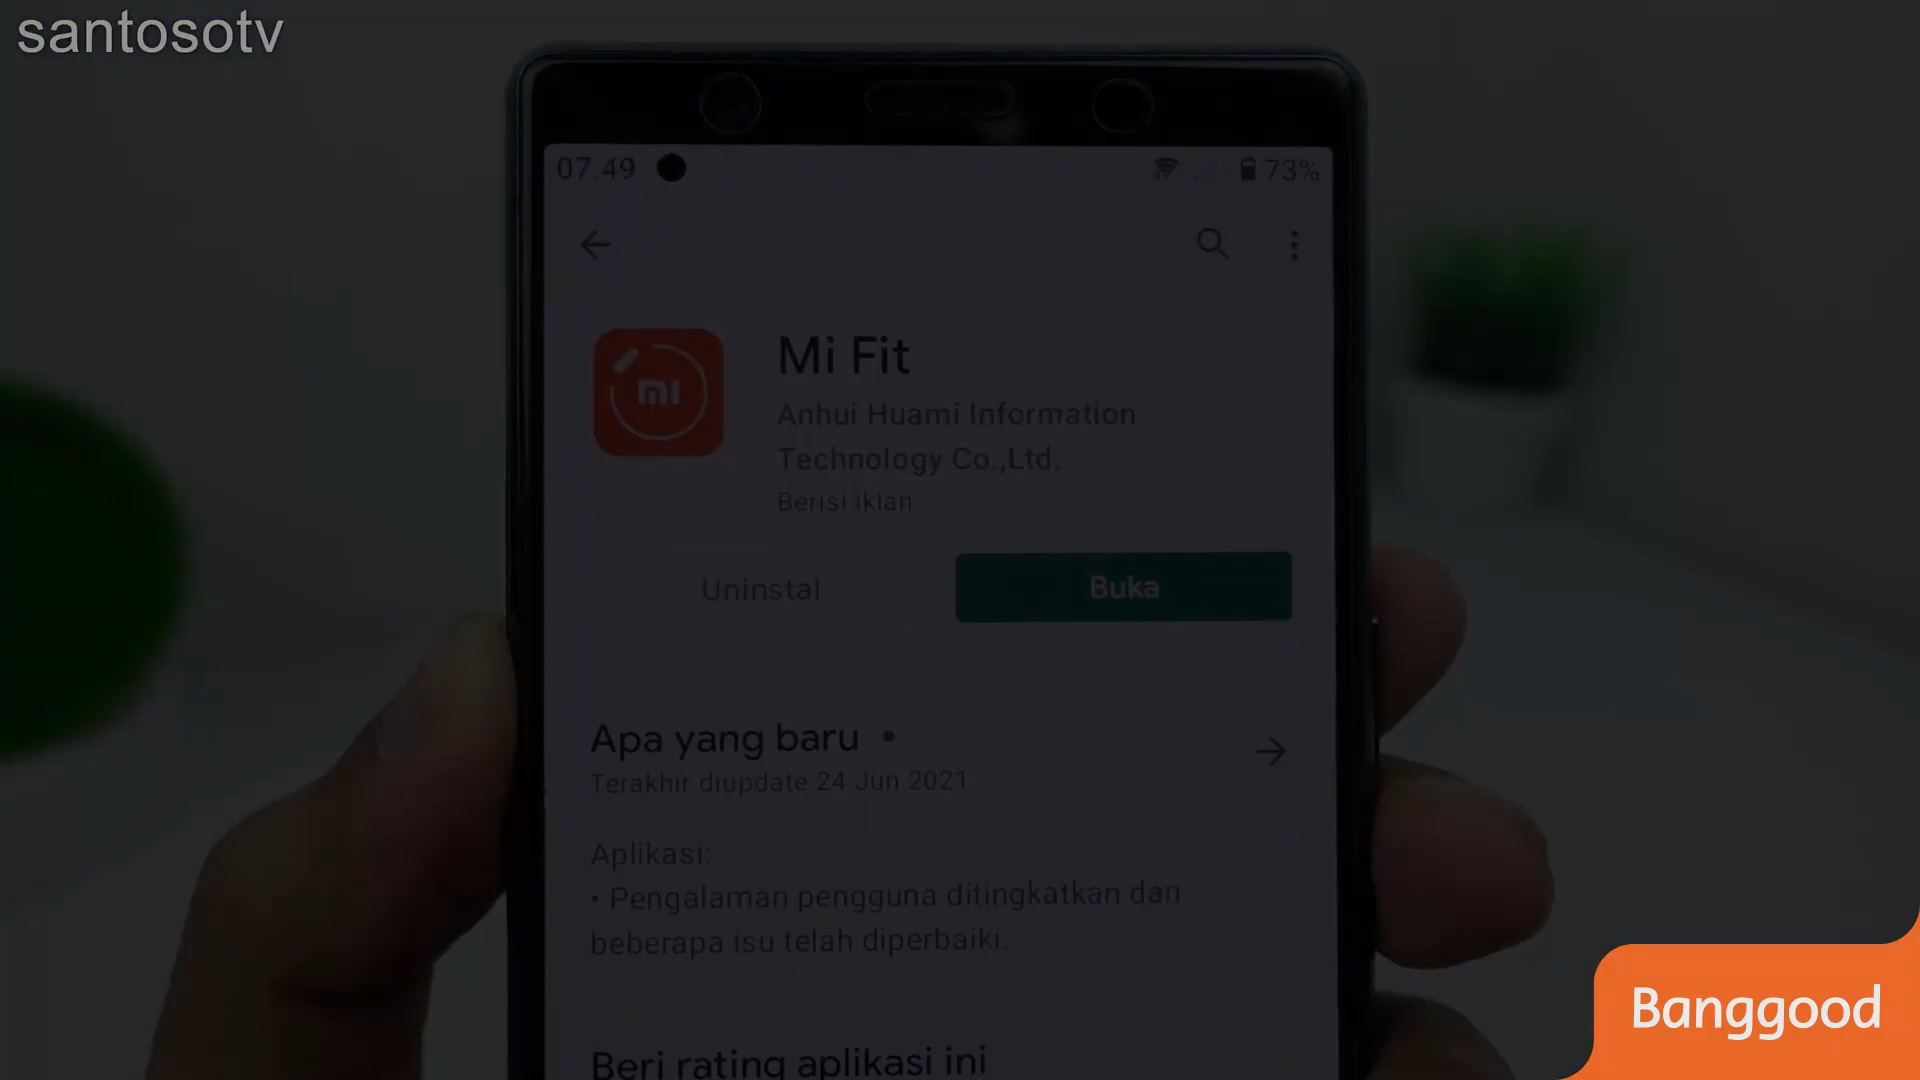 santosotv
07.49
73%
mi
Mi Fit
Anhui Huami Information
Technology Co.,Ltd.
Berisi iklan
Uninstal
Buka
Apa yang baru •
Terakhir diupdate 24 Jun 2021
Aplikasi:
• Pengalaman pengguna ditingkatkan dan
beberapa isu telah diperbaiki.
Beri rating aplikasi ini
Banggood